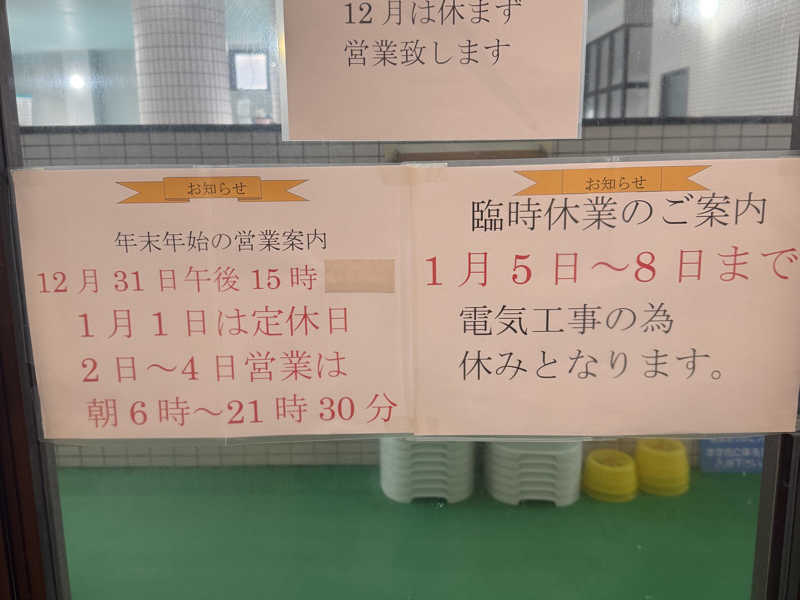 12月は休まず
営業致します
お知らせ
年末年始の営業案内
12月31日午後15時
1月1日は定休日
2日～4日営業は
朝6時～21時30分
お知らせ
臨時休業のご案内
1月5日～8日まで
電気工事の為
休みとなります。